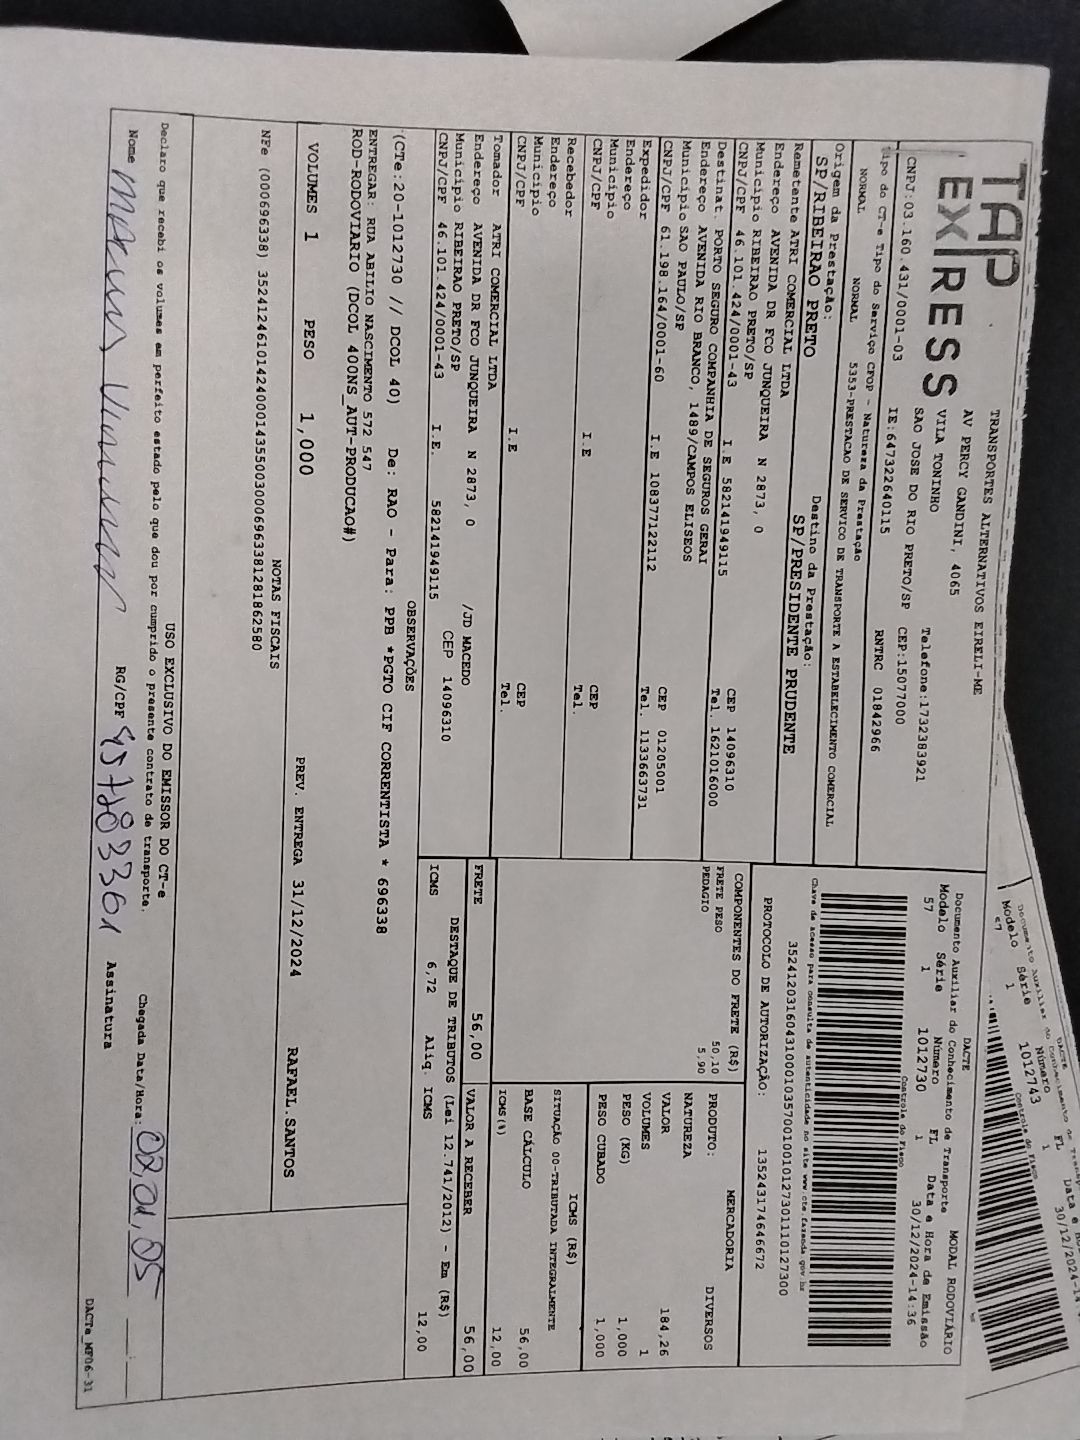 TAP
EXPRESS
TRANSPORTES ALTERNATIVOS EIRELI-ME
AV PERCY GANDINI, 4065
VILA TONINHO Telefone:1732383921
SAO JOSE DO RIO PRETO/SP CEP:15077000
CNPJ:03.160.431/0001-03 IE:647322640115 RNTRC 01842966
Tipo do CT-e Tipo do Serviço CFOP - Natureza da Prestação
NORMAL NORMAL 5353-PRESTACAO DE SERVICO DE TRANSPORTE A ESTABELECIMENTO COMERCIAL
Origem da Prestação: Destino da Prestação:
SP/RIBEIRAO PRETO SP/PRESIDENTE PRUDENTE
Remetente ATRI COMERCIAL LTDA
Endereço AVENIDA DR FCO JUNQUEIRA N 2873, 0
Municipio RIBEIRAO PRETO/SP CEP 14096310
CNPJ/CPF 46.101.424/0001-43 I.E 582141949115 Tel. 1621016000
Destinat. PORTO SEGURO COMPANHIA DE SEGUROS GERAI
Endereço AVENIDA RIO BRANCO, 1489/CAMPOS ELISEOS
Municipio SAO PAULO/SP CEP 01205001
CNPJ/CPF 61.198.164/0001-60 I.E 108377122112 Tel. 1133663731
Expedidor
Endereço
Municipio CEP
CNPJ/CPF I.E Tel.
Recebedor
Endereço
Município CEP
CNPJ/CPF I.E Tel.
Tomador ATRI COMERCIAL LTDA
Endereço AVENIDA DR FCO JUNQUEIRA N 2873, 0 /JD MACEDO
Municipio RIBEIRAO PRETO/SP CEP 14096310
CNPJ/CPF 46.101.424/0001-43 I.E. 582141949115
DACTE MODAL RODOVIÁRIO
Documento Auxiliar do Conhecimento de Transporte
Modelo Série Número FL Data e Hora de Emissão
57 1 1012730 1 30/12/2024-14:36
Controle do Fisco
Chave de acesso para consulta de autenticidade no site www.cte.fazenda.gov.br
35241203160431000103570010010127301110127300
PROTOCOLO DE AUTORIZAÇÃO: 135243174646672
COMPONENTES DO FRETE (R$)
FRETE PESO 50,10
PEDAGIO 5,90
PRODUTO: MERCADORIA
NATUREZA DIVERSOS
VALOR 184,26
VOLUMES 1
PESO (KG) 1,000
PESO CUBADO 1,000
ICMS (R$)
SITUAÇÃO 00-TRIBUTADA INTEGRALMENTE
BASE CÁLCULO 56,00
ICMS(%) 12,00
FRETE 56,00 VALOR A RECEBER 56,00
DESTAQUE DE TRIBUTOS (Lei 12.741/2012) - Em (R$)
ICMS 6,72 Aliq. ICMS 12,00
OBSERVAÇÕES
(CTe:20-1012730 // DCOL 40) De: RAO - Para: PPB *PGTO CIF CORRENTISTA * 696338
ENTREGAR: RUA ABILIO NASCIMENTO 572 547
ROD-RODOVIARIO (DCOL 400NS_AUT-PRODUCAO#)
VOLUMES 1 PESO 1,000 PREV. ENTREGA 31/12/2024 RAFAEL.SANTOS
NOTAS FISCAIS
NFe (000696338) 35241246101424000143550030006963381281862580
USO EXCLUSIVO DO EMISSOR DO CT-e
Declaro que recebi os volumes em perfeito estado pelo que dou por cumprido o presente contrato de transporte.
Chegada Data/Hora: 02.01.05
Nome RG/CPF 457283361 Assinatura
DACTe_MF06-31
DACTE
Modelo Série Número FL Data e
57 1 1012743 1 30/12/2024-14:
Controle do Fisco